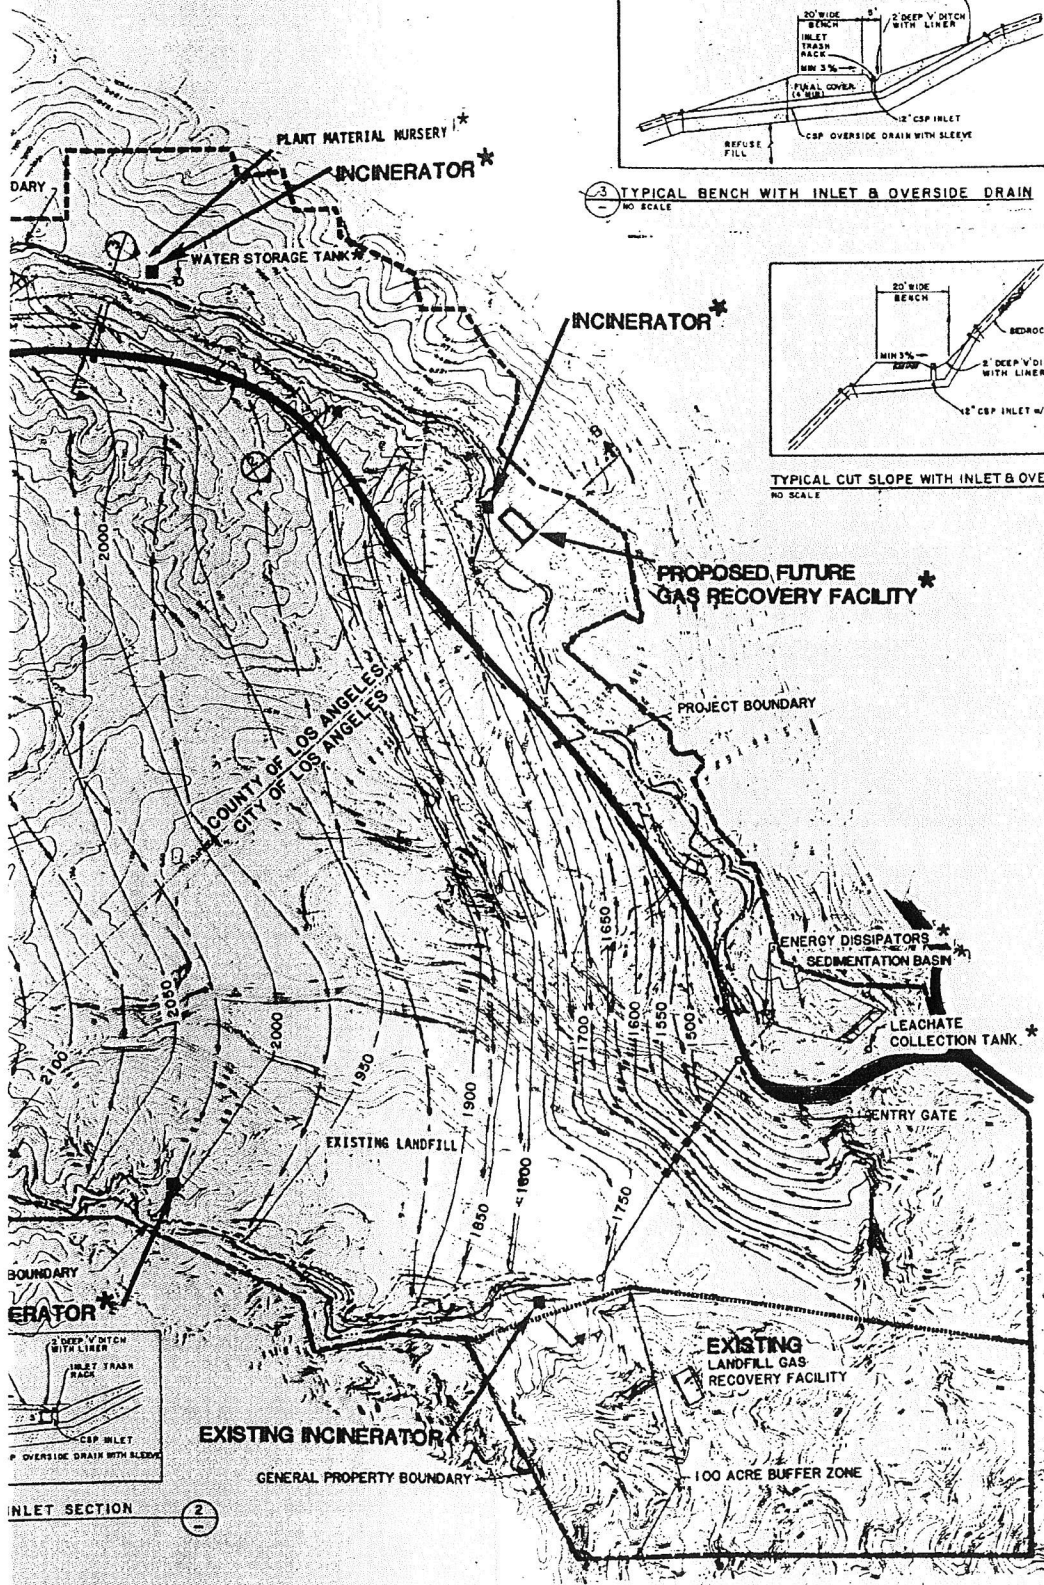 20' WIDE
BENCH
5'
2' DEEP 'V' DITCH
WITH LINER
INLET
TRASH
RACK
MIN 3%
FINAL COVER
12" CSP INLET
CSP OVERSIDE DRAIN WITH SLEEVE
REFUSE
FILL
3 TYPICAL BENCH WITH INLET & OVERSIDE DRAIN
NO SCALE
PLANT MATERIAL NURSERY *
INCINERATOR *
DARY
WATER STORAGE TANK *
20' WIDE
BENCH
BEDROC
MIN 3%
2' DEEP 'V' DI
WITH LINER
12" CSP INLET W/
TYPICAL CUT SLOPE WITH INLET & OVE
NO SCALE
INCINERATOR *
B
2000
PROPOSED FUTURE
GAS RECOVERY FACILITY *
PROJECT BOUNDARY
COUNTY OF LOS ANGELES
CITY OF LOS ANGELES
1650
ENERGY DISSIPATORS *
SEDIMENTATION BASIN *
LEACHATE
COLLECTION TANK *
2100
2050
2000
1950
1900
1700
1600
1550
1500
ENTRY GATE
EXISTING LANDFILL
1850
1800
1750
BOUNDARY
ERATOR *
2' DEEP 'V' DITCH
WITH LINER
INLET TRASH
RACK
CSP INLET
P OVERSIDE DRAIN WITH SLEEVE
INLET SECTION 2
EXISTING
LANDFILL GAS
RECOVERY FACILITY
EXISTING INCINERATOR
GENERAL PROPERTY BOUNDARY
100 ACRE BUFFER ZONE